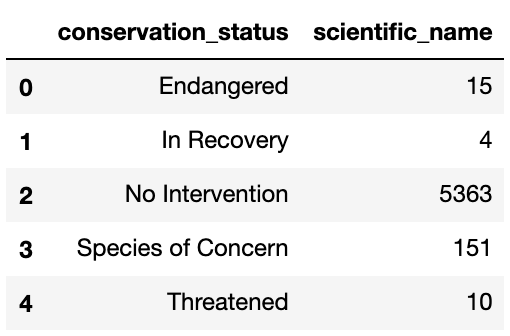 conservation_status scientific_name
0 Endangered 15
1 In Recovery 4
2 No Intervention 5363
3 Species of Concern 151
4 Threatened 10